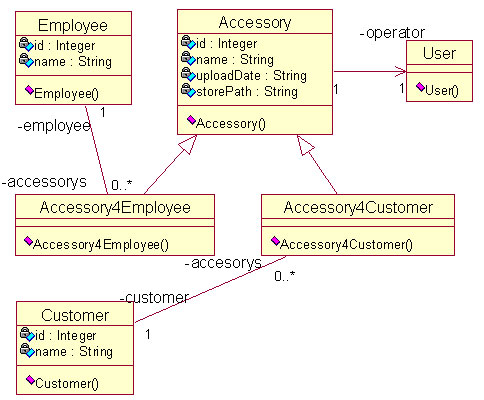 Employee
id : Integer
name : String
Employee()
-employee
1
Accessory
id : Integer
name : String
uploadDate : String
storePath : String
Accessory()
-operator
1
1
User
User()
-accessorys
0..*
Accessory4Employee
Accessory4Employee()
Accessory4Customer
Accessory4Customer()
-accesorys
0..*
-customer
1
Customer
id : Integer
name : String
Customer()